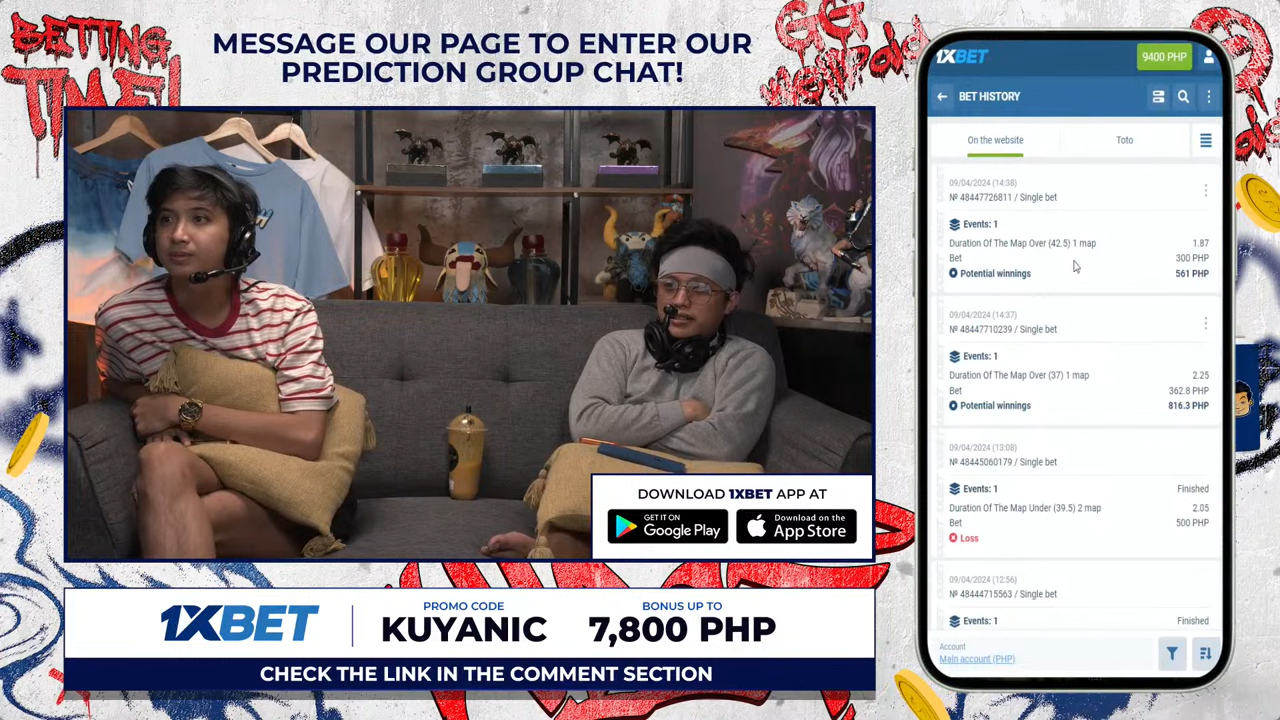 BETTING
TIME!
MESSAGE OUR PAGE TO ENTER OUR
PREDICTION GROUP CHAT!
GG
DOWNLOAD 1XBET APP AT
GET IT ON
Google Play
Download on the
App Store
1XBET
PROMO CODE
KUYANIC
BONUS UP TO
7,800 PHP
CHECK THE LINK IN THE COMMENT SECTION
1XBET
9400 PHP
BET HISTORY
On the website
Toto
09/04/2024 (14:38)
№ 48447726811 / Single bet
Events: 1
Duration Of The Map Over (42.5) 1 map 1.87
Bet 300 PHP
Potential winnings 561 PHP
09/04/2024 (14:37)
№ 48447710239 / Single bet
Events: 1
Duration Of The Map Over (37) 1 map 2.25
Bet 362.8 PHP
Potential winnings 816.3 PHP
09/04/2024 (13:08)
№ 48445060179 / Single bet
Events: 1 Finished
Duration Of The Map Under (39.5) 2 map 2.05
Bet 500 PHP
Loss
09/04/2024 (12:56)
№ 48444715563 / Single bet
Events: 1 Finished
Account
Main account (PHP)